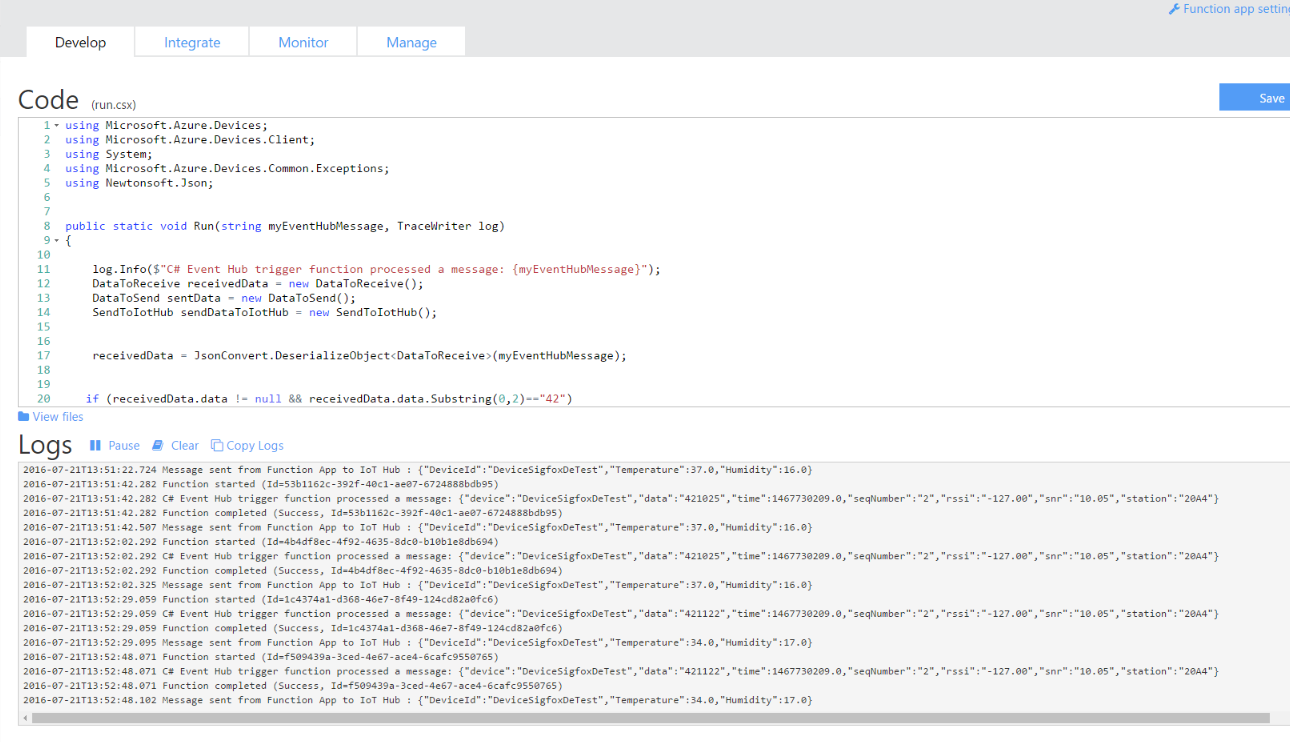 Function app setting
Develop Integrate Monitor Manage
Code (run.csx)
Save
1 using Microsoft.Azure.Devices;
2 using Microsoft.Azure.Devices.Client;
3 using System;
4 using Microsoft.Azure.Devices.Common.Exceptions;
5 using Newtonsoft.Json;
6
7
8 public static void Run(string myEventHubMessage, TraceWriter log)
9 {
10
11 log.Info($"C# Event Hub trigger function processed a message: {myEventHubMessage}");
12 DataToReceive receivedData = new DataToReceive();
13 DataToSend sentData = new DataToSend();
14 SendToIotHub sendDataToIotHub = new SendToIotHub();
15
16
17 receivedData = JsonConvert.DeserializeObject<DataToReceive>(myEventHubMessage);
18
19
20 if (receivedData.data != null && receivedData.data.Substring(0,2)=="42")
View files
Logs Pause Clear Copy Logs
2016-07-21T13:51:22.724 Message sent from Function App to IoT Hub : {"DeviceId":"DeviceSigfoxDeTest","Temperature":37.0,"Humidity":16.0}
2016-07-21T13:51:42.282 Function started (Id=53b1162c-392f-40c1-ae07-6724888bdb95)
2016-07-21T13:51:42.282 C# Event Hub trigger function processed a message: {"device":"DeviceSigfoxDeTest","data":"421025","time":1467730209.0,"seqNumber":"2","rssi":"-127.00","snr":"10.05","station":"20A4"}
2016-07-21T13:51:42.282 Function completed (Success, Id=53b1162c-392f-40c1-ae07-6724888bdb95)
2016-07-21T13:51:42.507 Message sent from Function App to IoT Hub : {"DeviceId":"DeviceSigfoxDeTest","Temperature":37.0,"Humidity":16.0}
2016-07-21T13:52:02.292 Function started (Id=4b4df8ec-4f92-4635-8dc0-b10b1e8db694)
2016-07-21T13:52:02.292 C# Event Hub trigger function processed a message: {"device":"DeviceSigfoxDeTest","data":"421025","time":1467730209.0,"seqNumber":"2","rssi":"-127.00","snr":"10.05","station":"20A4"}
2016-07-21T13:52:02.292 Function completed (Success, Id=4b4df8ec-4f92-4635-8dc0-b10b1e8db694)
2016-07-21T13:52:02.325 Message sent from Function App to IoT Hub : {"DeviceId":"DeviceSigfoxDeTest","Temperature":37.0,"Humidity":16.0}
2016-07-21T13:52:29.059 Function started (Id=1c4374a1-d368-46e7-8f49-124cd82a0fc6)
2016-07-21T13:52:29.059 C# Event Hub trigger function processed a message: {"device":"DeviceSigfoxDeTest","data":"421122","time":1467730209.0,"seqNumber":"2","rssi":"-127.00","snr":"10.05","station":"20A4"}
2016-07-21T13:52:29.059 Function completed (Success, Id=1c4374a1-d368-46e7-8f49-124cd82a0fc6)
2016-07-21T13:52:29.095 Message sent from Function App to IoT Hub : {"DeviceId":"DeviceSigfoxDeTest","Temperature":34.0,"Humidity":17.0}
2016-07-21T13:52:48.071 Function started (Id=f509439a-3ced-4e67-ace4-6cafc9550765)
2016-07-21T13:52:48.071 C# Event Hub trigger function processed a message: {"device":"DeviceSigfoxDeTest","data":"421122","time":1467730209.0,"seqNumber":"2","rssi":"-127.00","snr":"10.05","station":"20A4"}
2016-07-21T13:52:48.071 Function completed (Success, Id=f509439a-3ced-4e67-ace4-6cafc9550765)
2016-07-21T13:52:48.102 Message sent from Function App to IoT Hub : {"DeviceId":"DeviceSigfoxDeTest","Temperature":34.0,"Humidity":17.0}